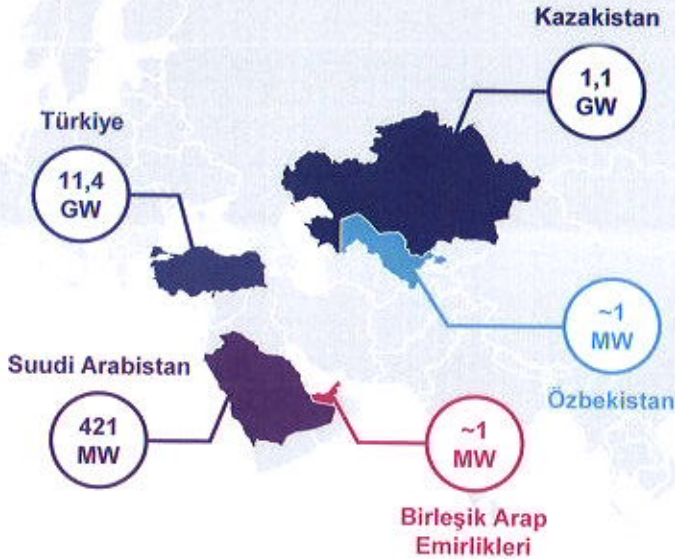 Kazakistan
1,1
GW
Türkiye
11,4
GW
~1
MW
Özbekistan
Suudi Arabistan
421
MW
~1
MW
Birleşik Arap
Emirlikleri